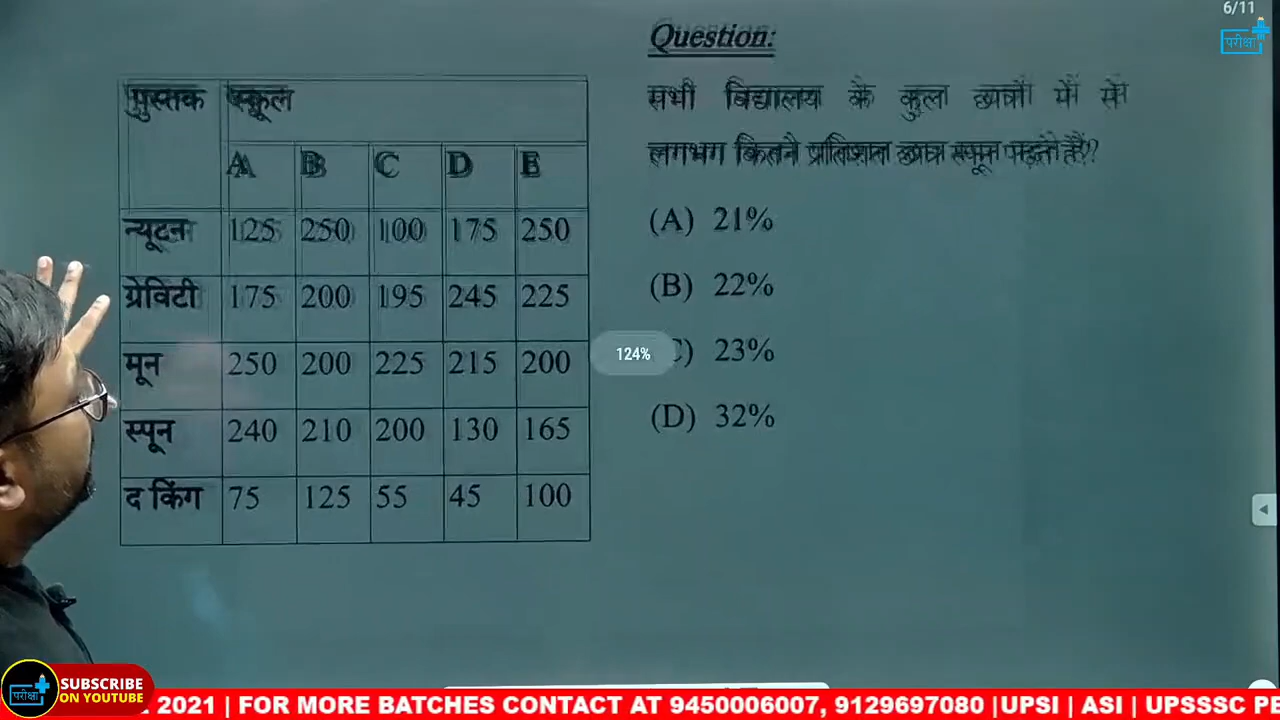 6/11
परीक्षा
Question:
सभी विद्यालय के कुल छात्रों में से
लगभग कितने प्रतिशत छात्र स्पून पढ़ते हैं?
पुस्तक स्कूल
A B C D E
न्यूटन 125 250 100 175 250
ग्रेविटी 175 200 195 245 225
मून 250 200 225 215 200
स्पून 240 210 200 130 165
द किंग 75 125 55 45 100
(A) 21%
(B) 22%
C) 23%
(D) 32%
124%
परीक्षा
SUBSCRIBE
ON YOUTUBE
2021 | FOR MORE BATCHES CONTACT AT 9450006007, 9129697080 |UPSI | ASI | UPSSSC